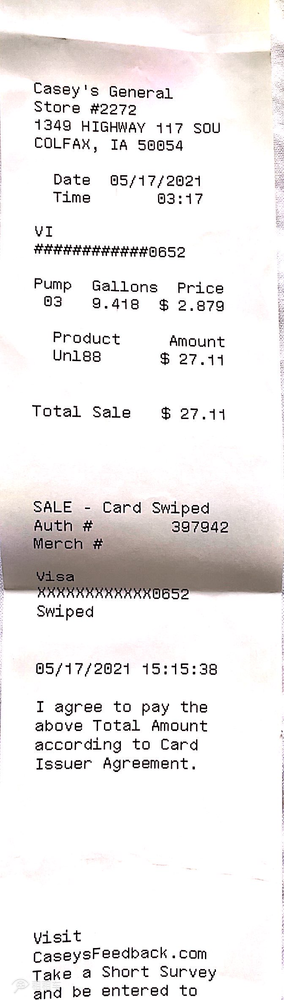 Casey's General
Store #2272
1349 HIGHWAY 117 SOU
COLFAX, IA 50054
Date 05/17/2021
Time 03:17
VI
############0652
Pump Gallons Price
03 9.418 $ 2.879
Product Amount
Unl88 $ 27.11
Total Sale $ 27.11
SALE - Card Swiped
Auth # 397942
Merch #
Visa
XXXXXXXXXXXX0652
Swiped
05/17/2021 15:15:38
I agree to pay the
above Total Amount
according to Card
Issuer Agreement.
Visit
CaseysFeedback.com
Take a Short Survey
and be entered to